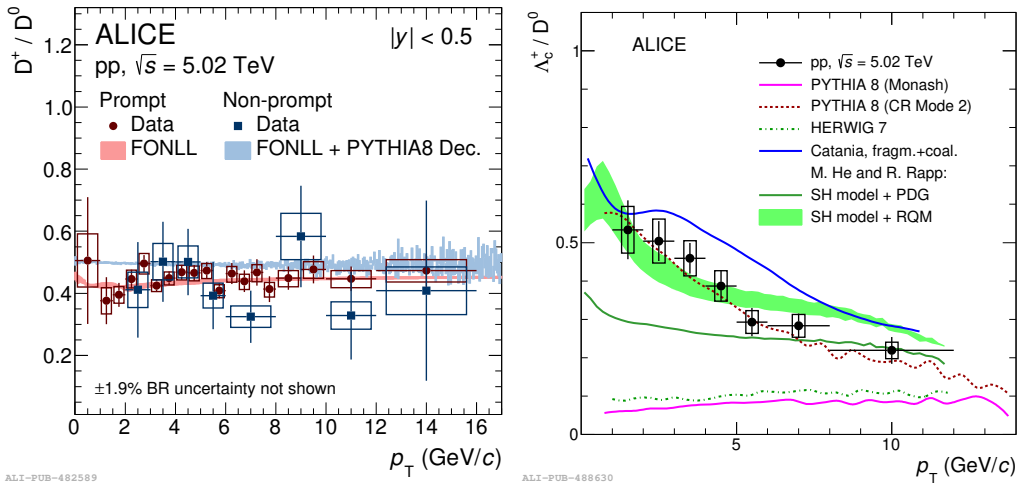 D⁺ / D⁰
ALICE
|y| < 0.5
pp, √s = 5.02 TeV
Prompt
Non-prompt
Data
Data
FONLL
FONLL + PYTHIA8 Dec.
±1.9% BR uncertainty not shown
1.2
1.0
0.8
0.6
0.4
0.2
0 2 4 6 8 10 12 14 16
p_T (GeV/c)
ALI-PUB-482589
Λ_c⁺ / D⁰
ALICE
pp, √s = 5.02 TeV
PYTHIA 8 (Monash)
PYTHIA 8 (CR Mode 2)
HERWIG 7
Catania, fragm.+coal.
M. He and R. Rapp:
SH model + PDG
SH model + RQM
1
0.5
0
5 10
p_T (GeV/c)
ALI-PUB-488630